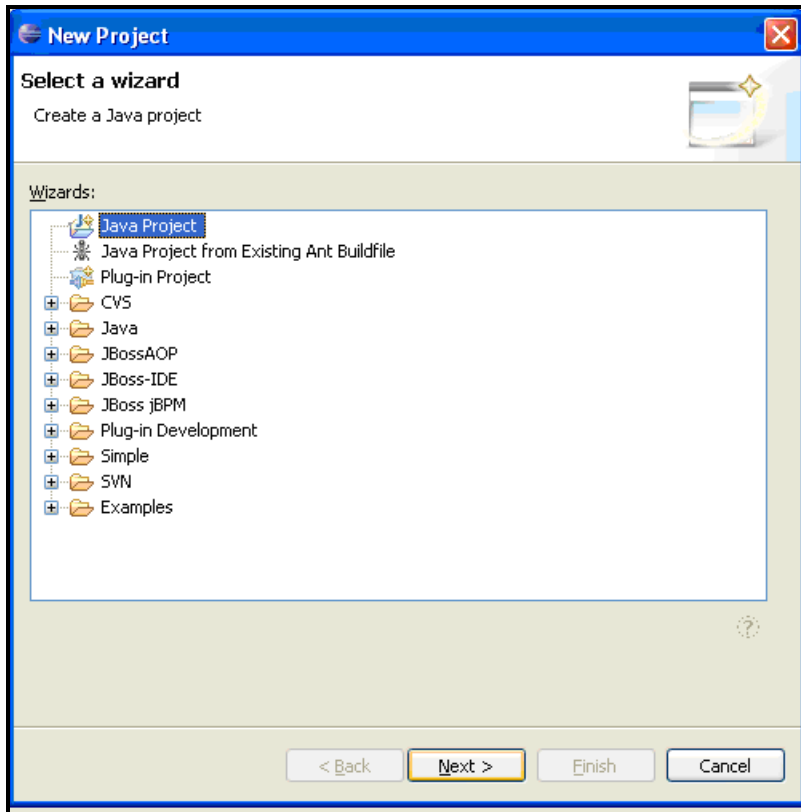 New Project
Select a wizard
Create a Java project
Wizards:
Java Project
Java Project from Existing Ant Buildfile
Plug-in Project
CVS
Java
JBossAOP
JBoss-IDE
JBoss jBPM
Plug-in Development
Simple
SVN
Examples
?
< Back Next > Finish Cancel